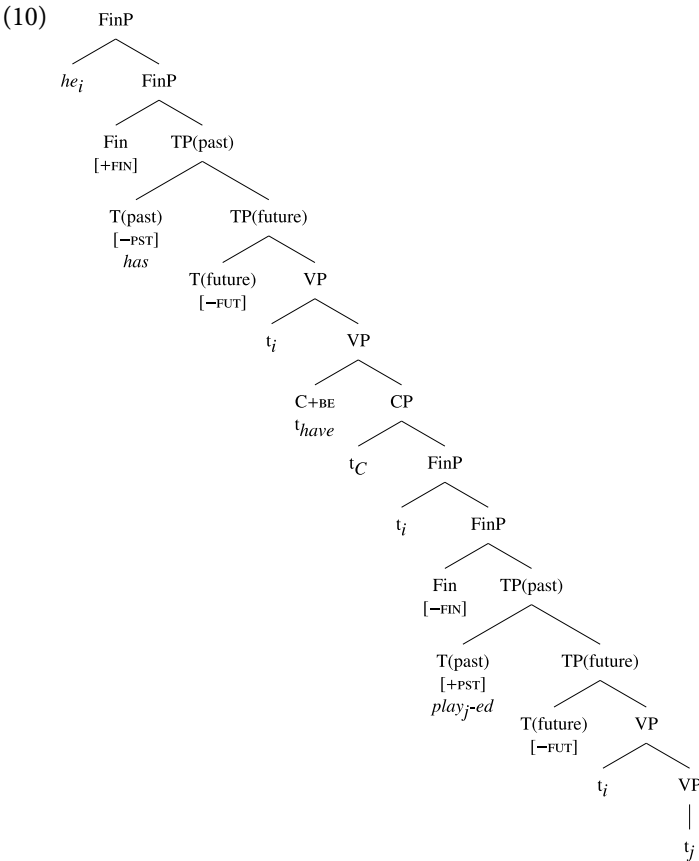 (10) FinP
he_i FinP
Fin TP(past)
[+FIN]
T(past) TP(future)
[−PST]
has
T(future) VP
[−FUT]
t_i VP
C+BE CP
t_have
t_C FinP
t_i FinP
Fin TP(past)
[−FIN]
T(past) TP(future)
[+PST]
play_j-ed
T(future) VP
[−FUT]
t_i VP
t_j